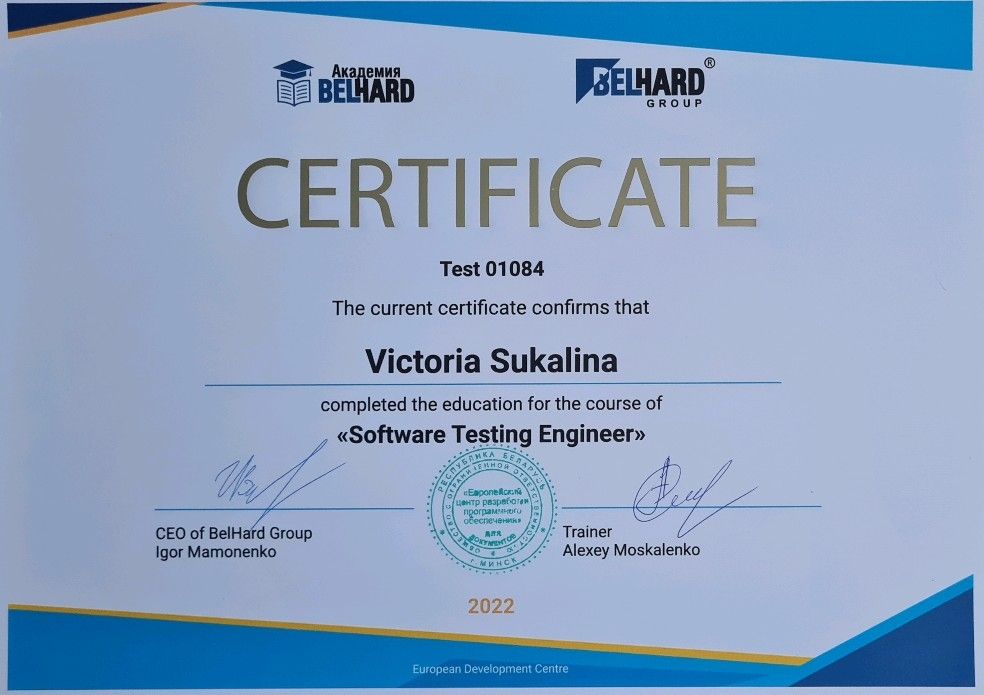 Академия
BELHARD
BELHARD®
GROUP
CERTIFICATE
Test 01084
The current certificate confirms that
Victoria Sukalina
completed the education for the course of
«Software Testing Engineer»
РЕСПУБЛИКА БЕЛАРУСЬ
ОБЩЕСТВО С ОГРАНИЧЕННОЙ ОТВЕТСТВЕННОСТЬЮ
«Европейский
центр разработки
программного
обеспечения»
ДЛЯ
ДОКУМЕНТОВ
г. МИНСК
CEO of BelHard Group
Igor Mamonenko
Trainer
Alexey Moskalenko
2022
European Development Centre